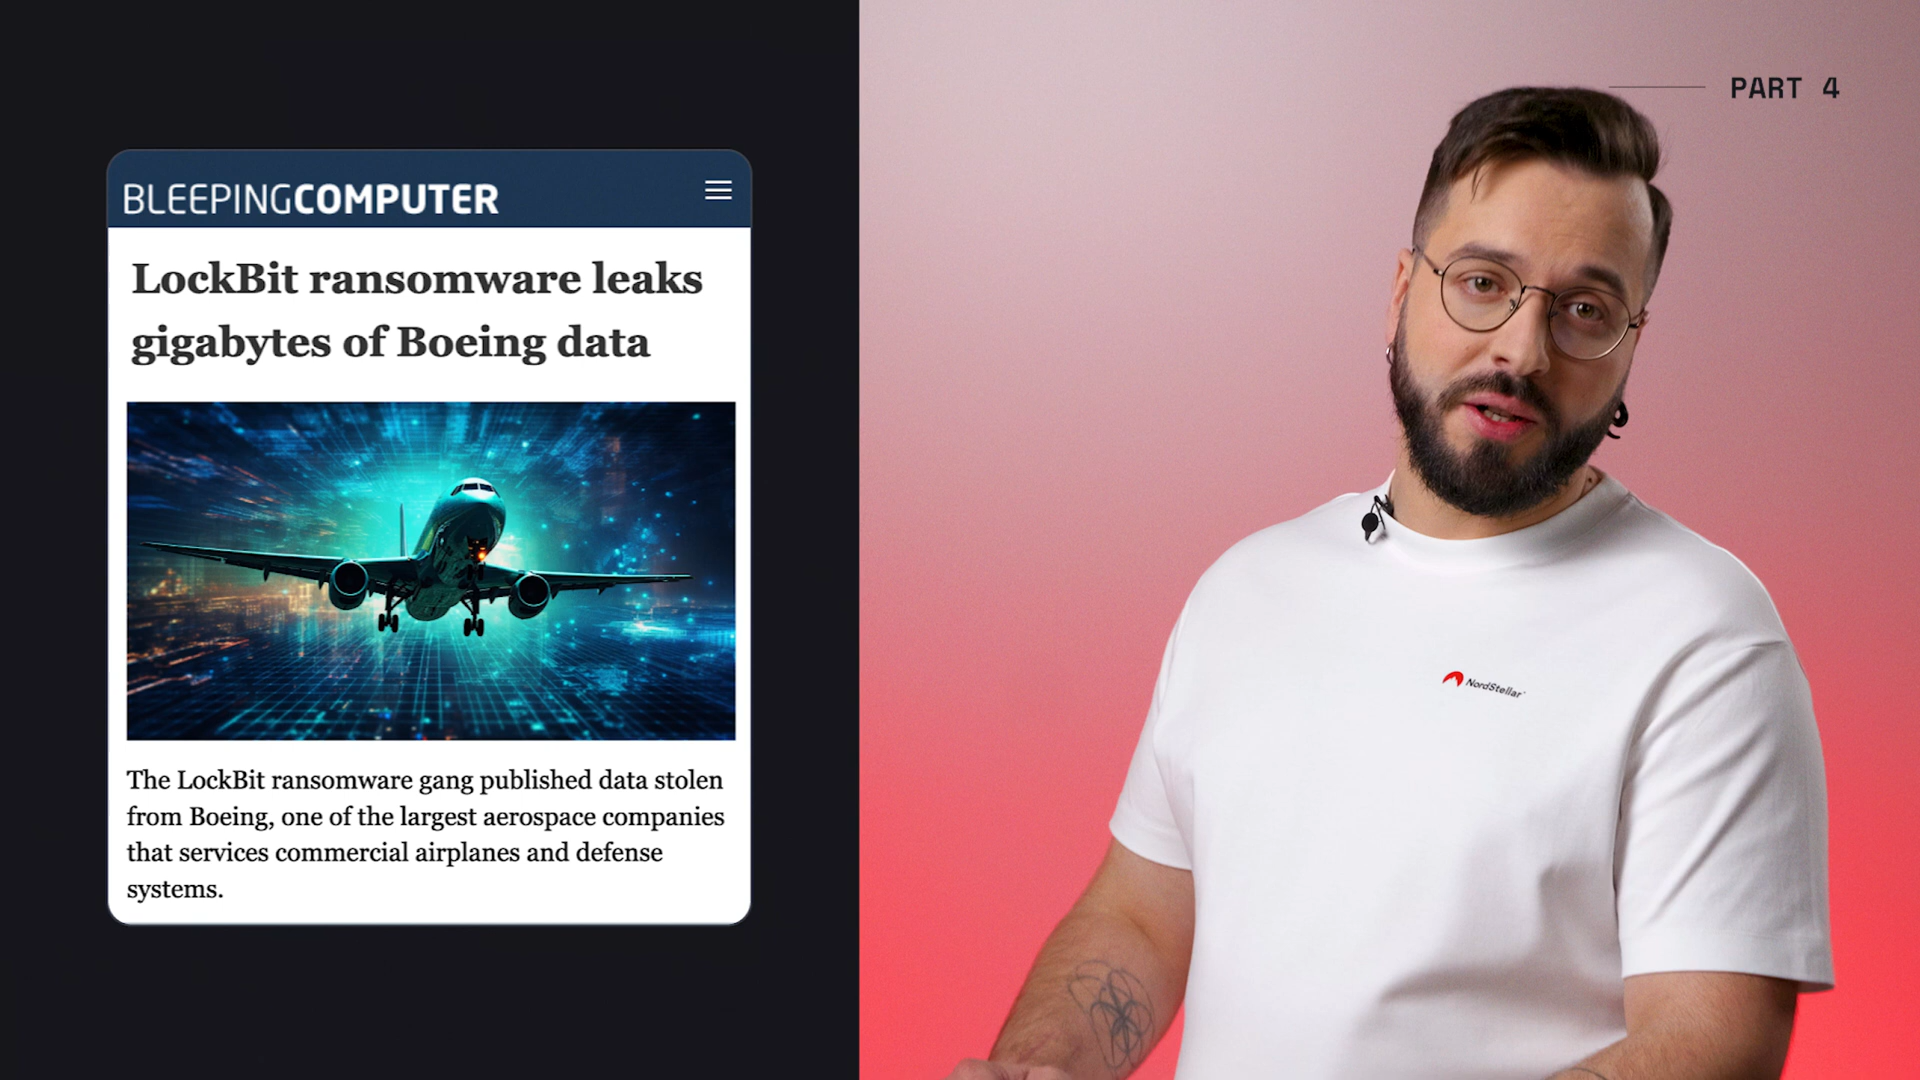 BLEEPINGCOMPUTER
LockBit ransomware leaks
gigabytes of Boeing data
The LockBit ransomware gang published data stolen
from Boeing, one of the largest aerospace companies
that services commercial airplanes and defense
systems.
PART 4
NordStellar